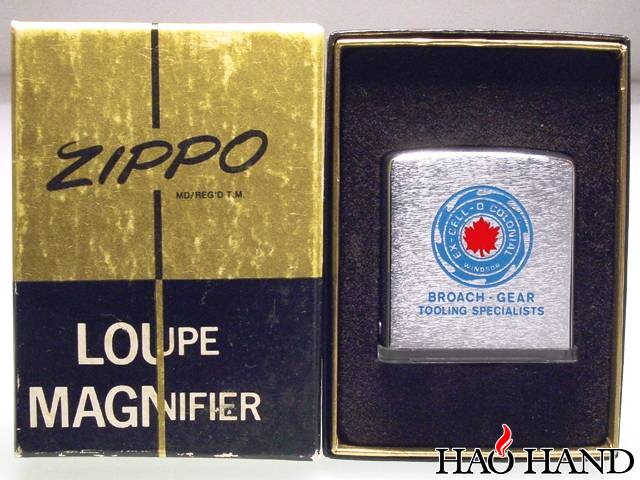 ZIPPO
MD/REG'D T.M.
LOUPE
MAGNIFIER
EX-CELL-O COLONIAL
WINDSOR
BROACH - GEAR
TOOLING SPECIALISTS
HAO HAND